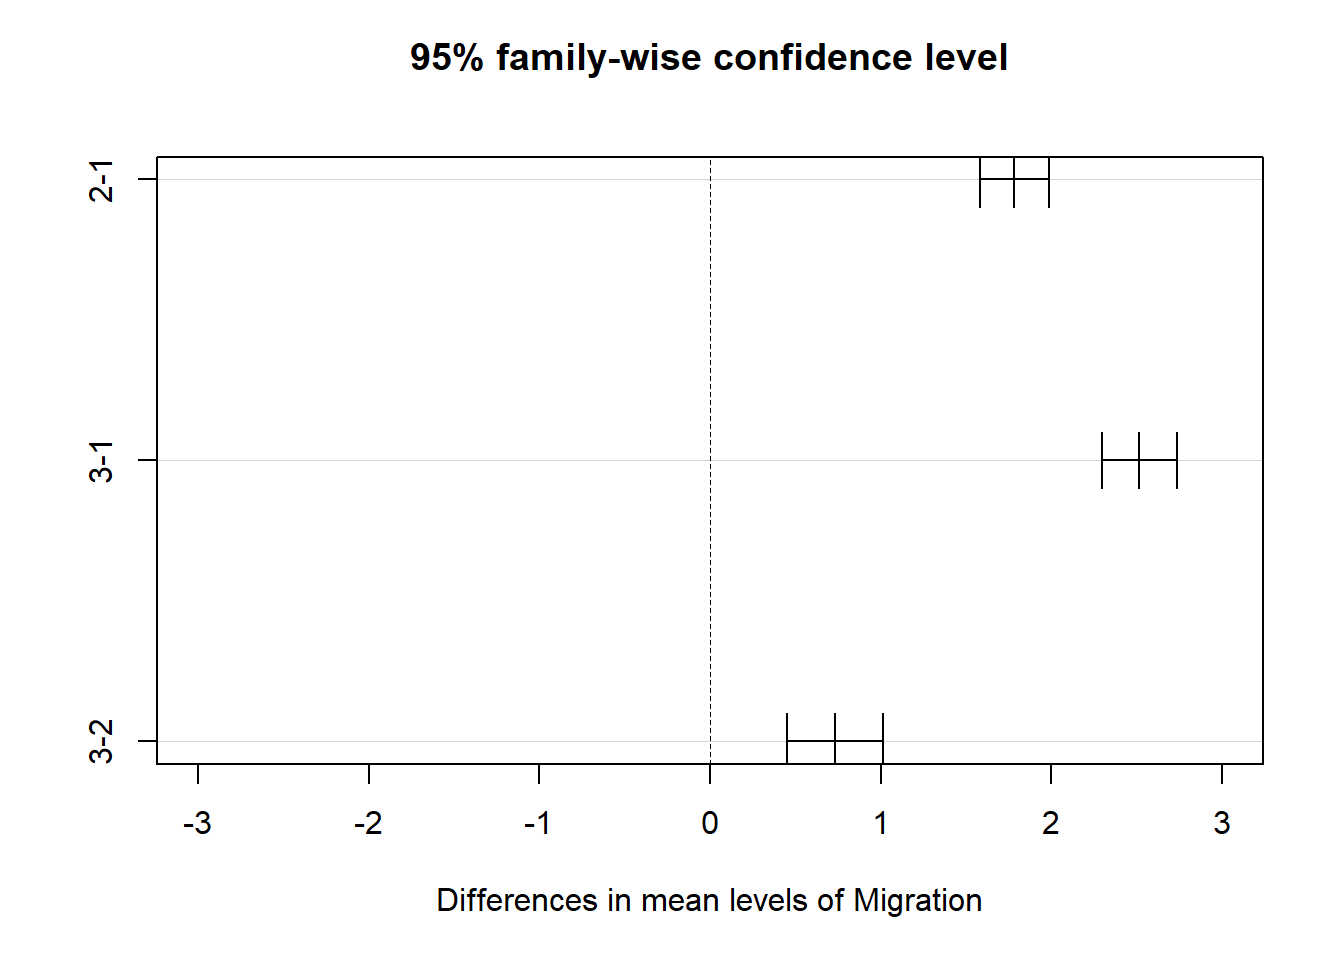 95% family-wise confidence level
2-1
3-1
3-2
-3 -2 -1 0 1 2 3
Differences in mean levels of Migration